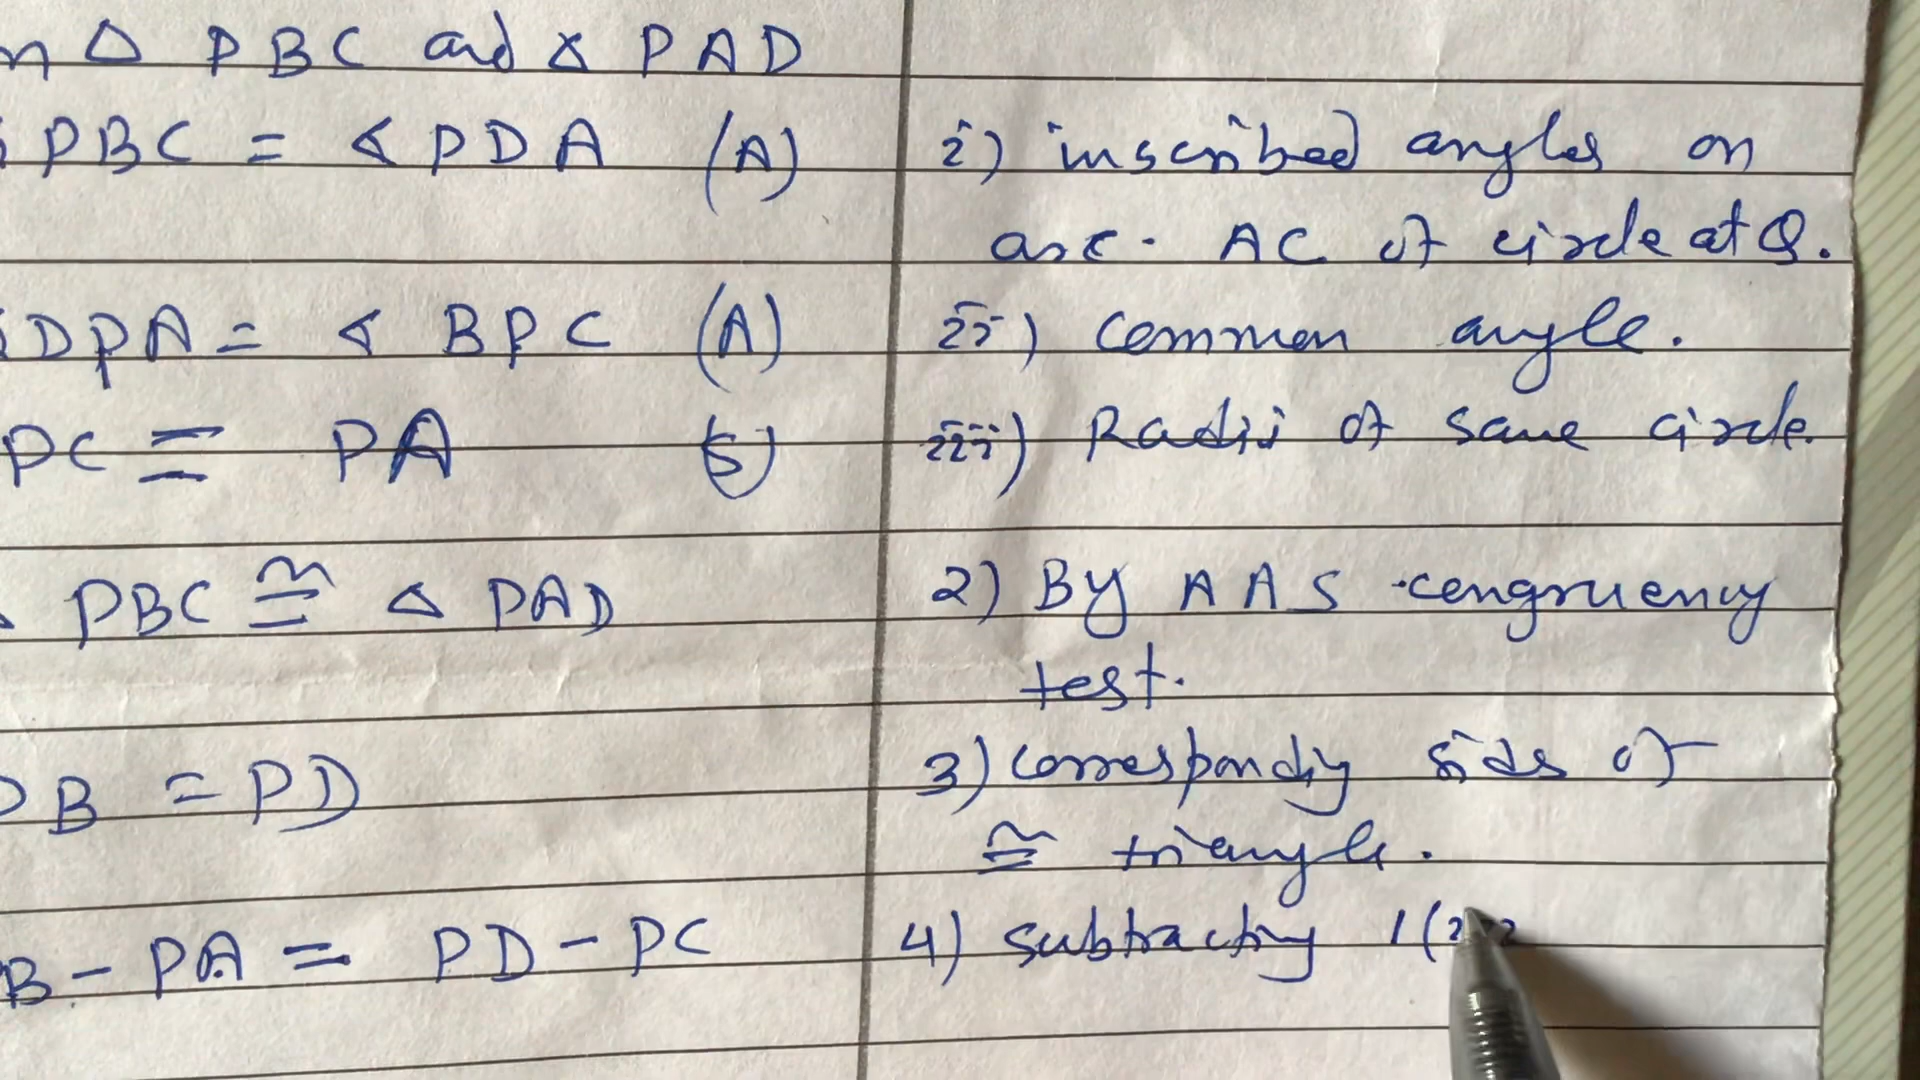 n △ PBC and △ PAD
PBC = ∢ PDA (A) i) inscribed angles on
arc. AC of circle at Q.
DPA = ∢ BPC (A) ii) common angle.
PC = PA (S) iii) Radii of same circle.
PBC ≅ △ PAD 2) By AAS congruency
test.
PB = PD 3) corresponding sides of
≅ triangle.
B - PA = PD - PC 4) subtracting 1(